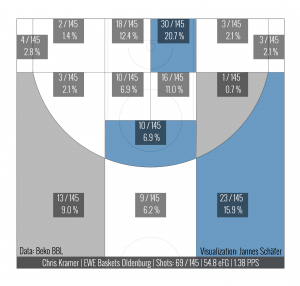 2 / 145
1.4 %
18 / 145
12.4 %
30 / 145
20.7 %
3 / 145
2.1 %
4 / 145
2.8 %
3 / 145
2.1 %
3 / 145
2.1 %
10 / 145
6.9 %
16 / 145
11.0 %
1 / 145
0.7 %
10 / 145
6.9 %
13 / 145
9.0 %
9 / 145
6.2 %
23 / 145
15.9 %
Data: Beko BBL
Visualization: Jannes Schäfer
Chris Kramer | EWE Baskets Oldenburg | Shots: 69 / 145 | 54.8 eFG | 1.38 PPS